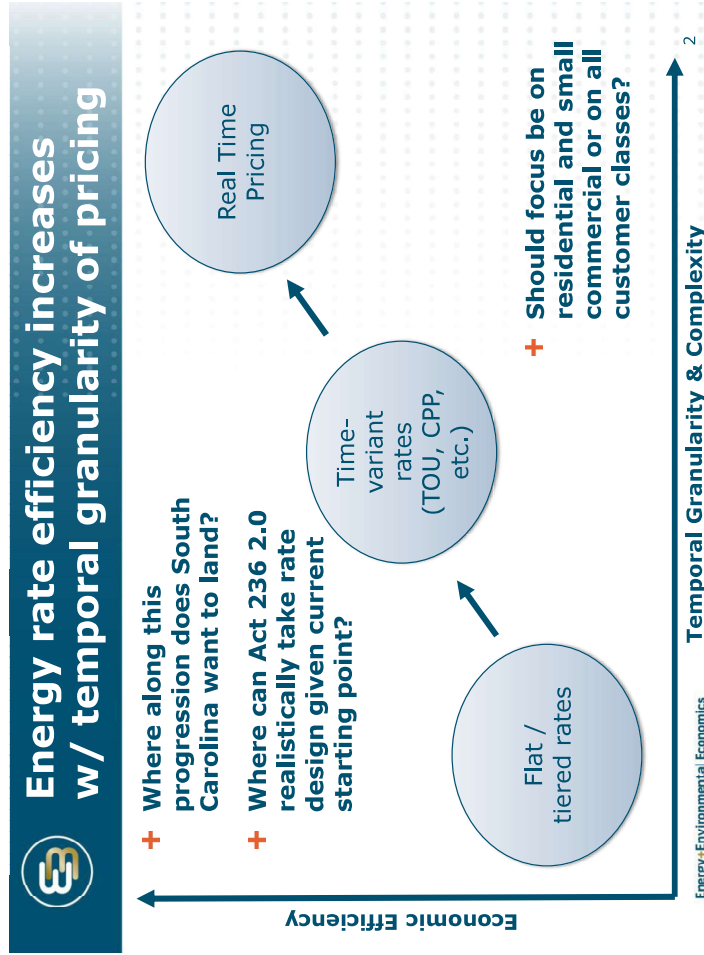 Energy rate efficiency increases
w/ temporal granularity of pricing
+ Where along this
progression does South
Carolina want to land?
+ Where can Act 236 2.0
realistically take rate
design given current
starting point?
Real Time
Pricing
Time-
variant
rates
(TOU, CPP,
etc.)
Flat /
tiered rates
+ Should focus be on
residential and small
commercial or on all
customer classes?
Economic Efficiency
Temporal Granularity & Complexity
Energy+Environmental Economics
2